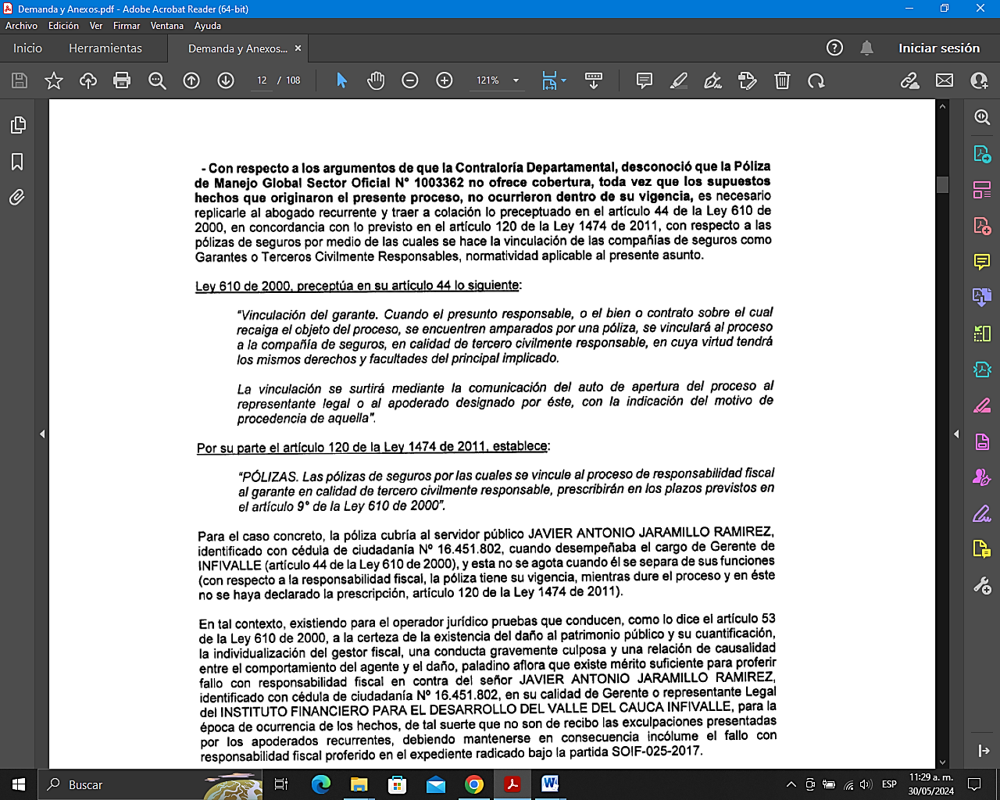 Demanda y Anexos.pdf - Adobe Acrobat Reader (64-bit)
Archivo Edición Ver Firmar Ventana Ayuda
Inicio Herramientas Demanda y Anexos... × Iniciar sesión
12 / 108 121%
- Con respecto a los argumentos de que la Contraloría Departamental, desconoció que la Póliza
de Manejo Global Sector Oficial N° 1003362 no ofrece cobertura, toda vez que los supuestos
hechos que originaron el presente proceso, no ocurrieron dentro de su vigencia, es necesario
replicarle al abogado recurrente y traer a colación lo preceptuado en el artículo 44 de la Ley 610 de
2000, en concordancia con lo previsto en el artículo 120 de la Ley 1474 de 2011, con respecto a las
pólizas de seguros por medio de las cuales se hace la vinculación de las compañías de seguros como
Garantes o Terceros Civilmente Responsables, normatividad aplicable al presente asunto.
Ley 610 de 2000, preceptúa en su artículo 44 lo siguiente:
"Vinculación del garante. Cuando el presunto responsable, o el bien o contrato sobre el cual
recaiga el objeto del proceso, se encuentren amparados por una póliza, se vinculará al proceso
a la compañía de seguros, en calidad de tercero civilmente responsable, en cuya virtud tendrá
los mismos derechos y facultades del principal implicado.
La vinculación se surtirá mediante la comunicación del auto de apertura del proceso al
representante legal o al apoderado designado por éste, con la indicación del motivo de
procedencia de aquella".
Por su parte el artículo 120 de la Ley 1474 de 2011, establece:
"PÓLIZAS. Las pólizas de seguros por las cuales se vincule al proceso de responsabilidad fiscal
al garante en calidad de tercero civilmente responsable, prescribirán en los plazos previstos en
el artículo 9° de la Ley 610 de 2000".
Para el caso concreto, la póliza cubría al servidor público JAVIER ANTONIO JARAMILLO RAMIREZ,
identificado con cédula de ciudadanía Nº 16.451.802, cuando desempeñaba el cargo de Gerente de
INFIVALLE (artículo 44 de la Ley 610 de 2000), y esta no se agota cuando él se separa de sus funciones
(con respecto a la responsabilidad fiscal, la póliza tiene su vigencia, mientras dure el proceso y en éste
no se haya declarado la prescripción, artículo 120 de la Ley 1474 de 2011).
En tal contexto, existiendo para el operador jurídico pruebas que conducen, como lo dice el artículo 53
de la Ley 610 de 2000, a la certeza de la existencia del daño al patrimonio público y su cuantificación,
la individualización del gestor fiscal, una conducta gravemente culposa y una relación de causalidad
entre el comportamiento del agente y el daño, paladino aflora que existe mérito suficiente para proferir
fallo con responsabilidad fiscal en contra del señor JAVIER ANTONIO JARAMILLO RAMIREZ,
identificado con cédula de ciudadanía Nº 16.451.802, en su calidad de Gerente o representante Legal
del INSTITUTO FINANCIERO PARA EL DESARROLLO DEL VALLE DEL CAUCA INFIVALLE, para la
época de ocurrencia de los hechos, de tal suerte que no son de recibo las exculpaciones presentadas
por los apoderados recurrentes, debiendo mantenerse en consecuencia incólume el fallo con
responsabilidad fiscal proferido en el expediente radicado bajo la partida SOIF-025-2017.
Buscar
ESP
11:29 a. m.
30/05/2024